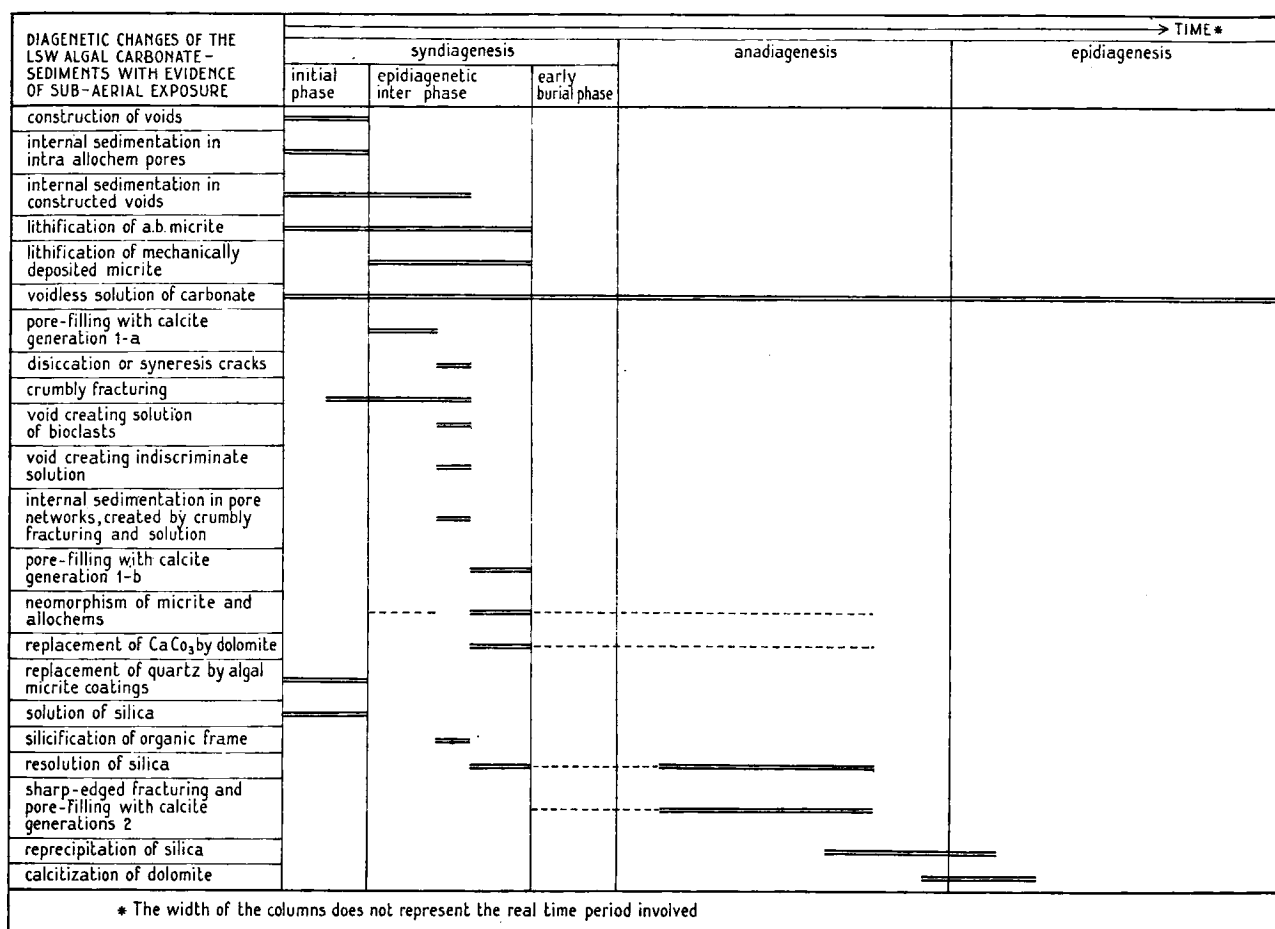 DIAGENETIC CHANGES OF THE
LSW ALGAL CARBONATE-
SEDIMENTS WITH EVIDENCE
OF SUB-AERIAL EXPOSURE
TIME*
syndiagenesis
anadiagenesis
epidiagenesis
initial
phase
epidiagenetic
inter phase
early
burial phase
construction of voids
internal sedimentation in
intra allochem pores
internal sedimentation in
constructed voids
lithification of a.b. micrite
lithification of mechanically
deposited micrite
voidless solution of carbonate
pore-filling with calcite
generation 1-a
disiccation or syneresis cracks
crumbly fracturing
void creating solution
of bioclasts
void creating indiscriminate
solution
internal sedimentation in pore
networks, created by crumbly
fracturing and solution
pore-filling with calcite
generation 1-b
neomorphism of micrite and
allochems
replacement of CaCo₃ by dolomite
replacement of quartz by algal
micrite coatings
solution of silica
silicification of organic frame
resolution of silica
sharp-edged fracturing and
pore-filling with calcite
generations 2
reprecipitation of silica
calcitization of dolomite
* The width of the columns does not represent the real time period involved